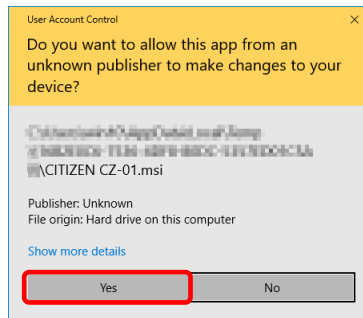 User Account Control
Do you want to allow this app from an
unknown publisher to make changes to your
device?
\CITIZEN CZ-01.msi
Publisher: Unknown
File origin: Hard drive on this computer
Show more details
Yes
No